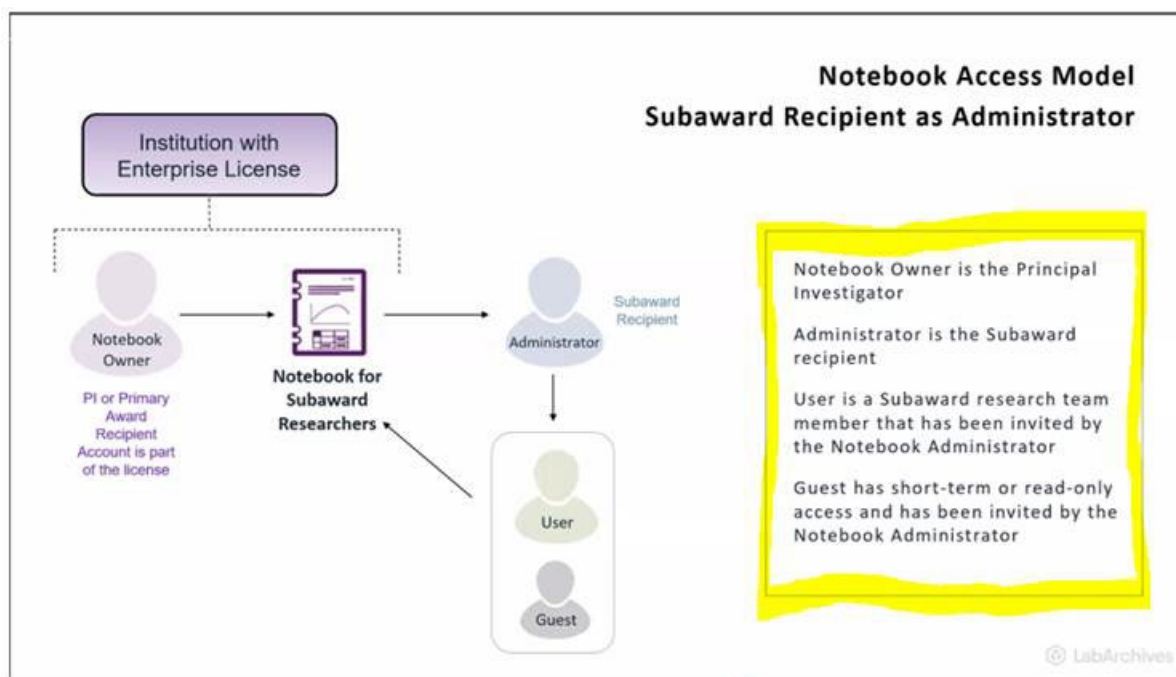 Notebook Access Model
Subaward Recipient as Administrator
Institution with
Enterprise License
Notebook
Owner
PI or Primary
Award
Recipient
Account is part
of the license
Notebook for
Subaward
Researchers
Administrator
Subaward
Recipient
User
Guest
Notebook Owner is the Principal
Investigator
Administrator is the Subaward
recipient
User is a Subaward research team
member that has been invited by
the Notebook Administrator
Guest has short-term or read-only
access and has been invited by the
Notebook Administrator
LabArchives